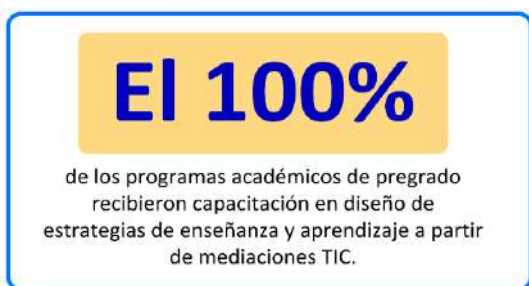 El 100%
de los programas académicos de pregrado
recibieron capacitación en diseño de
estrategias de enseñanza y aprendizaje a partir
de mediaciones TIC.